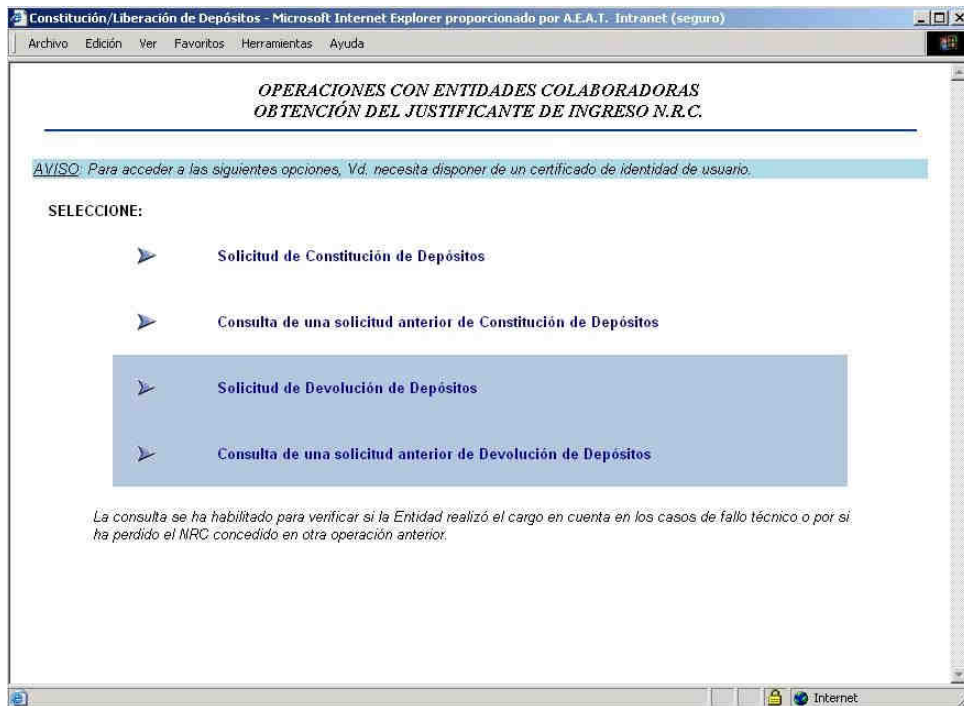 Constitución/Liberación de Depósitos - Microsoft Internet Explorer proporcionado por A.E.A.T. Intranet (seguro)
Archivo Edición Ver Favoritos Herramientas Ayuda
OPERACIONES CON ENTIDADES COLABORADORAS
OBTENCIÓN DEL JUSTIFICANTE DE INGRESO N.R.C.
AVISO: Para acceder a las siguientes opciones, Vd. necesita disponer de un certificado de identidad de usuario.
SELECCIONE:
Solicitud de Constitución de Depósitos
Consulta de una solicitud anterior de Constitución de Depósitos
Solicitud de Devolución de Depósitos
Consulta de una solicitud anterior de Devolución de Depósitos
La consulta se ha habilitado para verificar si la Entidad realizó el cargo en cuenta en los casos de fallo técnico o por si
ha perdido el NRC concedido en otra operación anterior.
Internet